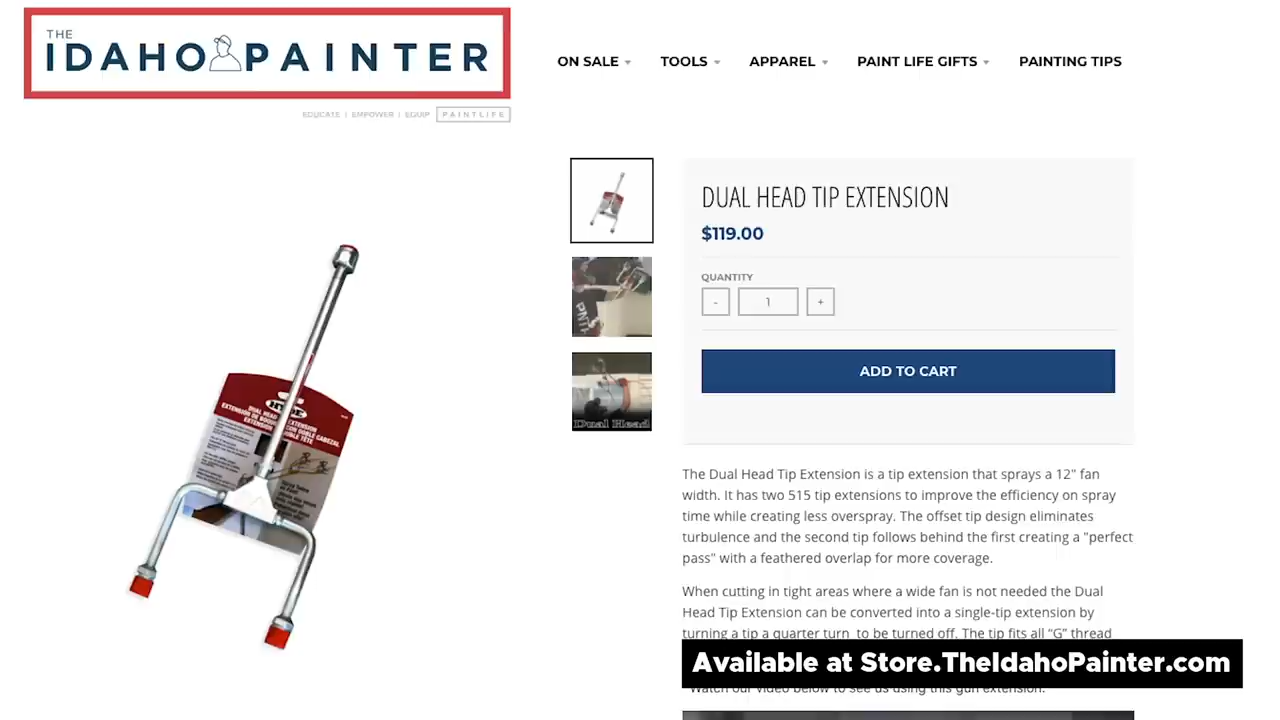 THE
IDAHO PAINTER
EDUCATE | EMPOWER | EQUIP PAINTLIFE
ON SALE
TOOLS
APPAREL
PAINT LIFE GIFTS
PAINTING TIPS
DUAL HEAD TIP EXTENSION
$119.00
QUANTITY
- 1 +
ADD TO CART
The Dual Head Tip Extension is a tip extension that sprays a 12" fan
width. It has two 515 tip extensions to improve the efficiency on spray
time while creating less overspray. The offset tip design eliminates
turbulence and the second tip follows behind the first creating a "perfect
pass" with a feathered overlap for more coverage.
When cutting in tight areas where a wide fan is not needed the Dual
Head Tip Extension can be converted into a single-tip extension by
turning a tip a quarter turn to be turned off. The tip fits all "G" thread
Available at Store.TheIdahoPainter.com
Watch our video below to see us using this gun extension.
Dual Head